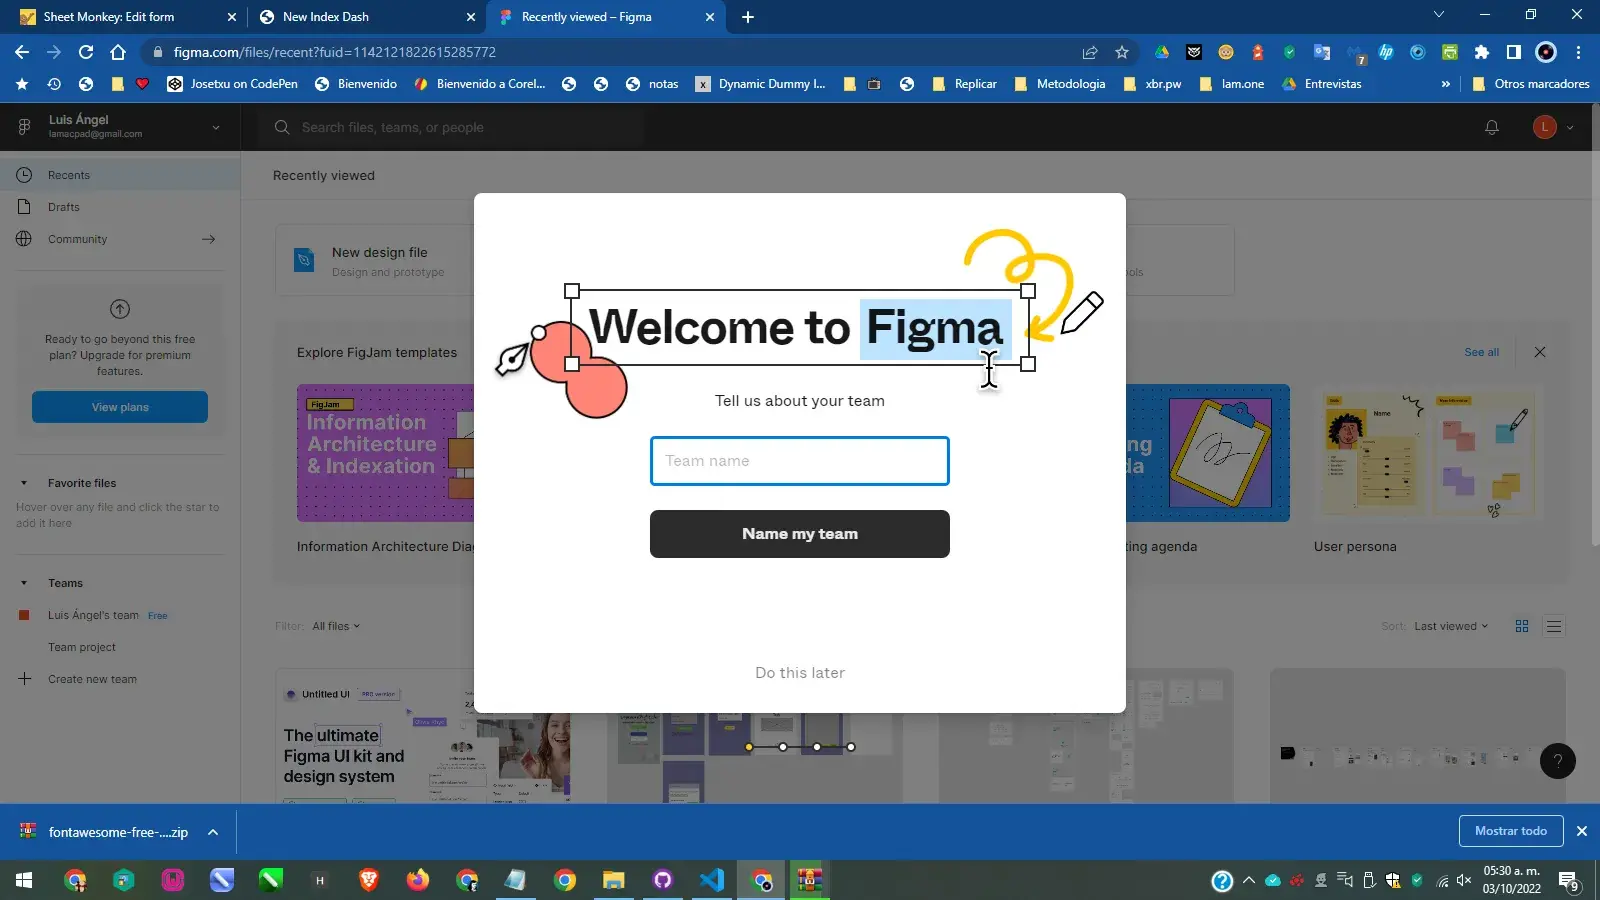 Sheet Monkey: Edit form
New Index Dash
Recently viewed – Figma
figma.com/files/recent?fuid=1142121822615285772
7
Josetxu on CodePen
Bienvenido
Bienvenido a Corel...
notas
Dynamic Dummy I...
Replicar
Metodologia
xbr.pw
lam.one
Entrevistas
»
Otros marcadores
Luis Ángel
lamacpad@gmail.com
Search files, teams, or people
L
Recents
Drafts
Community
Ready to go beyond this free
plan? Upgrade for premium
features.
View plans
Favorite files
Hover over any file and click the star to
add it here
Teams
Luis Ángel's team Free
Team project
Create new team
Recently viewed
New design file
Design and prototype
ols
Explore FigJam templates
See all
FigJam
Information
Architecture
& Indexation
ng
da
Name
Information Architecture Dia
ting agenda
User persona
Filter: All files
Sort: Last viewed
Welcome to Figma
Tell us about your team
Team name
Name my team
Do this later
Untitled UI PRO version
The ultimate
Figma UI kit and
design system
?
fontawesome-free-....zip
Mostrar todo
H
05:30 a. m.
03/10/2022
9